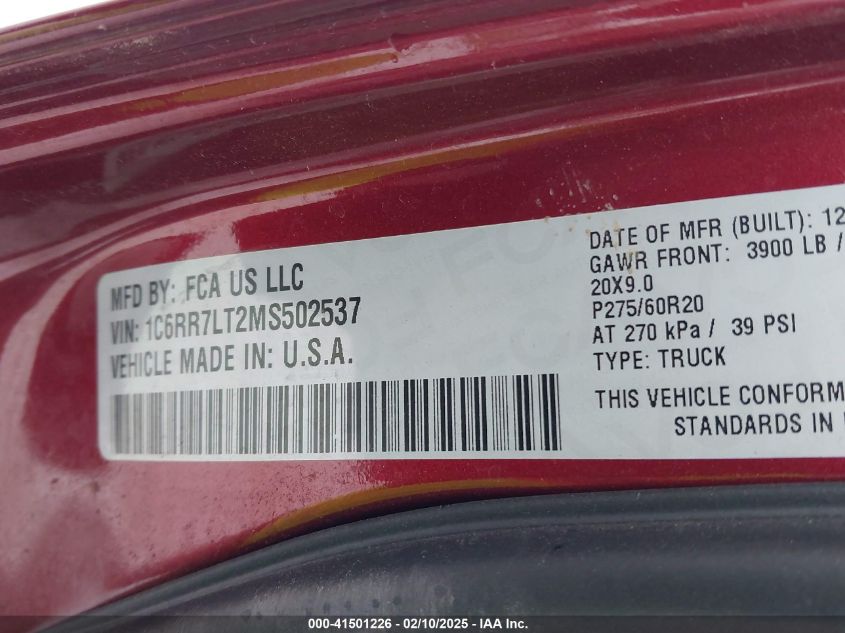 MFD BY: FCA US LLC
VIN: 1C6RR7LT2MS502537
VEHICLE MADE IN: U.S.A.
DATE OF MFR (BUILT): 12
GAWR FRONT: 3900 LB /
20X9.0
P275/60R20
AT 270 kPa / 39 PSI
TYPE: TRUCK
THIS VEHICLE CONFORM
STANDARDS IN
000-41501226 - 02/10/2025 - IAA Inc.